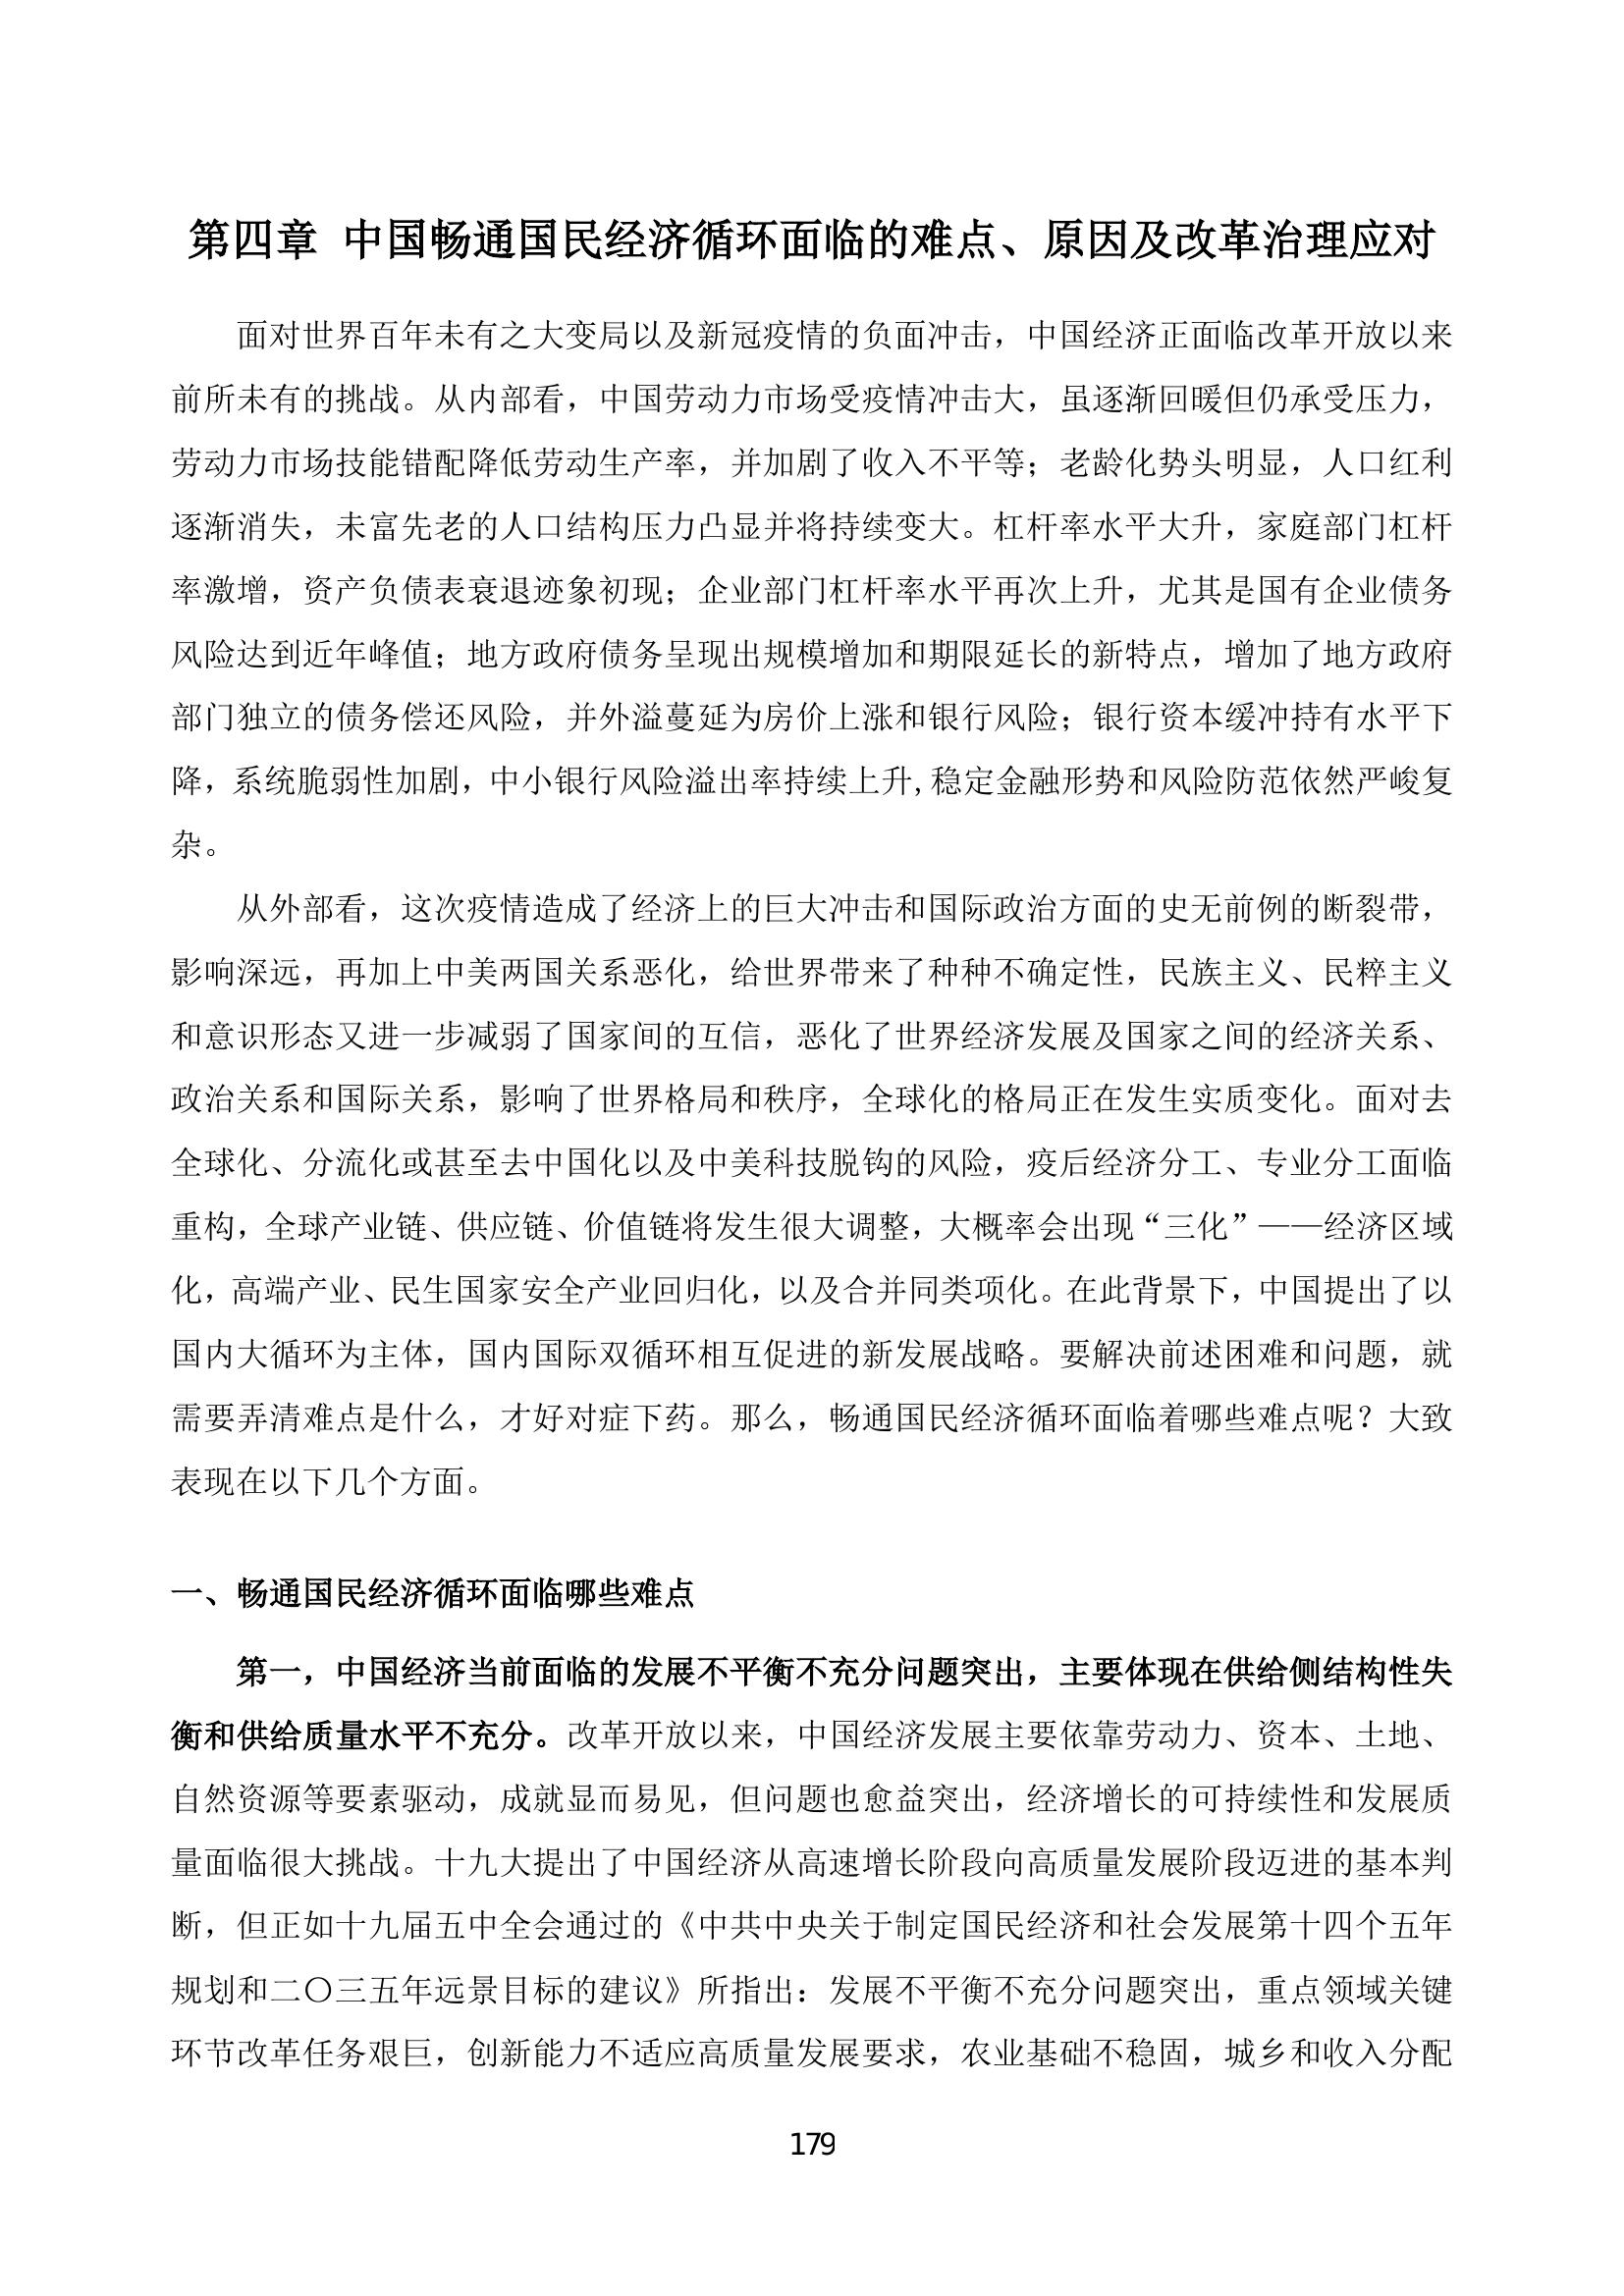 第四章 中国畅通国民经济循环面临的难点、原因及改革治理应对
面对世界百年未有之大变局以及新冠疫情的负面冲击，中国经济正面临改革开放以来
前所未有的挑战。从内部看，中国劳动力市场受疫情冲击大，虽逐渐回暖但仍承受压力，
劳动力市场技能错配降低劳动生产率，并加剧了收入不平等；老龄化势头明显，人口红利
逐渐消失，未富先老的人口结构压力凸显并将持续变大。杠杆率水平大升，家庭部门杠杆
率激增，资产负债表衰退迹象初现；企业部门杠杆率水平再次上升，尤其是国有企业债务
风险达到近年峰值；地方政府债务呈现出规模增加和期限延长的新特点，增加了地方政府
部门独立的债务偿还风险，并外溢蔓延为房价上涨和银行风险；银行资本缓冲持有水平下
降，系统脆弱性加剧，中小银行风险溢出率持续上升,稳定金融形势和风险防范依然严峻复
杂。
从外部看，这次疫情造成了经济上的巨大冲击和国际政治方面的史无前例的断裂带，
影响深远，再加上中美两国关系恶化，给世界带来了种种不确定性，民族主义、民粹主义
和意识形态又进一步减弱了国家间的互信，恶化了世界经济发展及国家之间的经济关系、
政治关系和国际关系，影响了世界格局和秩序，全球化的格局正在发生实质变化。面对去
全球化、分流化或甚至去中国化以及中美科技脱钩的风险，疫后经济分工、专业分工面临
重构，全球产业链、供应链、价值链将发生很大调整，大概率会出现“三化”——经济区域
化，高端产业、民生国家安全产业回归化，以及合并同类项化。在此背景下，中国提出了以
国内大循环为主体，国内国际双循环相互促进的新发展战略。要解决前述困难和问题，就
需要弄清难点是什么，才好对症下药。那么，畅通国民经济循环面临着哪些难点呢？大致
表现在以下几个方面。
一、畅通国民经济循环面临哪些难点
第一，中国经济当前面临的发展不平衡不充分问题突出，主要体现在供给侧结构性失
衡和供给质量水平不充分。改革开放以来，中国经济发展主要依靠劳动力、资本、土地、
自然资源等要素驱动，成就显而易见，但问题也愈益突出，经济增长的可持续性和发展质
量面临很大挑战。十九大提出了中国经济从高速增长阶段向高质量发展阶段迈进的基本判
断，但正如十九届五中全会通过的《中共中央关于制定国民经济和社会发展第十四个五年
规划和二〇三五年远景目标的建议》所指出：发展不平衡不充分问题突出，重点领域关键
环节改革任务艰巨，创新能力不适应高质量发展要求，农业基础不稳固，城乡和收入分配
179